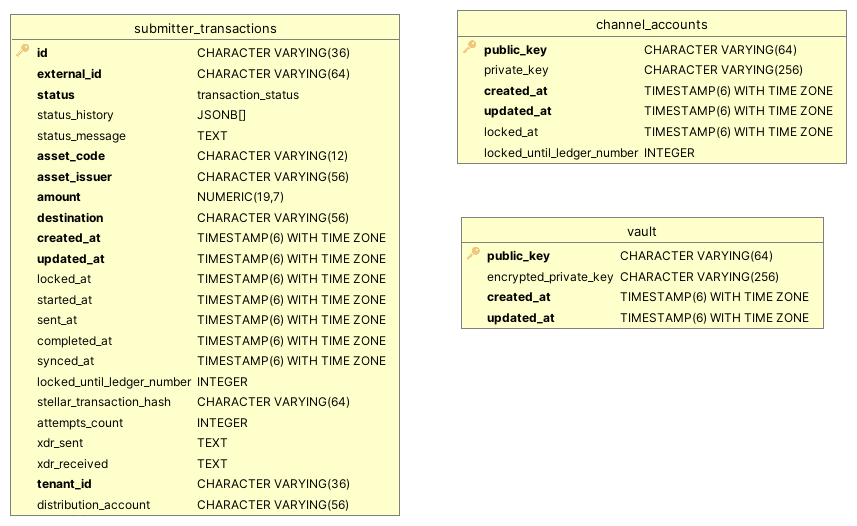 submitter_transactions
id CHARACTER VARYING(36)
external_id CHARACTER VARYING(64)
status transaction_status
status_history JSONB[]
status_message TEXT
asset_code CHARACTER VARYING(12)
asset_issuer CHARACTER VARYING(56)
amount NUMERIC(19,7)
destination CHARACTER VARYING(56)
created_at TIMESTAMP(6) WITH TIME ZONE
updated_at TIMESTAMP(6) WITH TIME ZONE
locked_at TIMESTAMP(6) WITH TIME ZONE
started_at TIMESTAMP(6) WITH TIME ZONE
sent_at TIMESTAMP(6) WITH TIME ZONE
completed_at TIMESTAMP(6) WITH TIME ZONE
synced_at TIMESTAMP(6) WITH TIME ZONE
locked_until_ledger_number INTEGER
stellar_transaction_hash CHARACTER VARYING(64)
attempts_count INTEGER
xdr_sent TEXT
xdr_received TEXT
tenant_id CHARACTER VARYING(36)
distribution_account CHARACTER VARYING(56)
channel_accounts
public_key CHARACTER VARYING(64)
private_key CHARACTER VARYING(256)
created_at TIMESTAMP(6) WITH TIME ZONE
updated_at TIMESTAMP(6) WITH TIME ZONE
locked_at TIMESTAMP(6) WITH TIME ZONE
locked_until_ledger_number INTEGER
vault
public_key CHARACTER VARYING(64)
encrypted_private_key CHARACTER VARYING(256)
created_at TIMESTAMP(6) WITH TIME ZONE
updated_at TIMESTAMP(6) WITH TIME ZONE